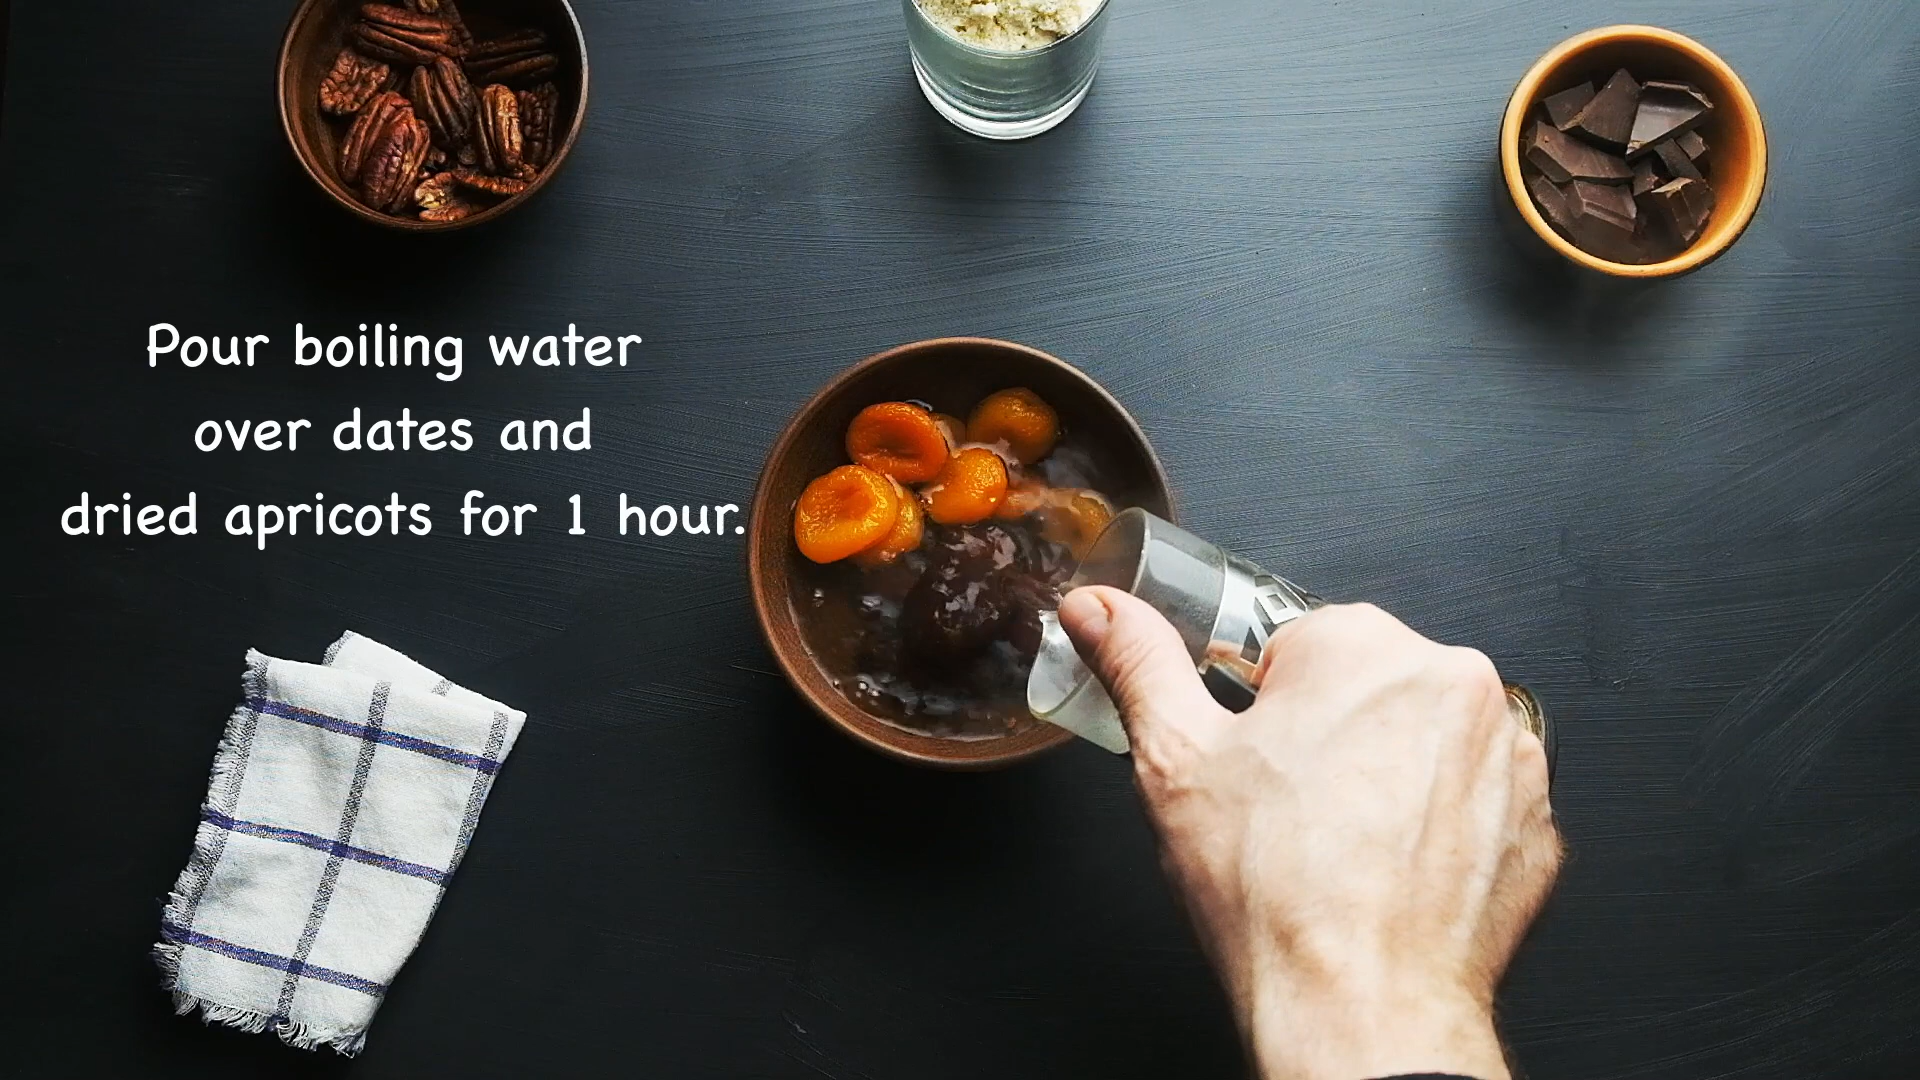 Pour boiling water
over dates and
dried apricots for 1 hour.